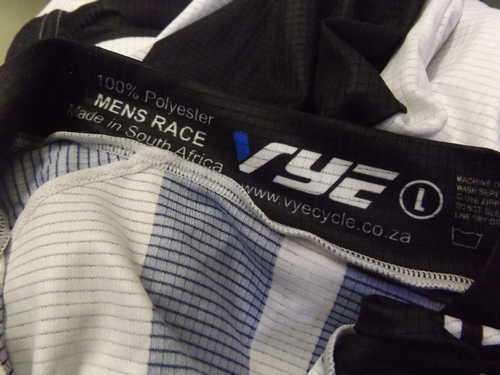 100% Polyester
MENS RACE
Made in South Africa
VYE
www.vyecycle.co.za
L